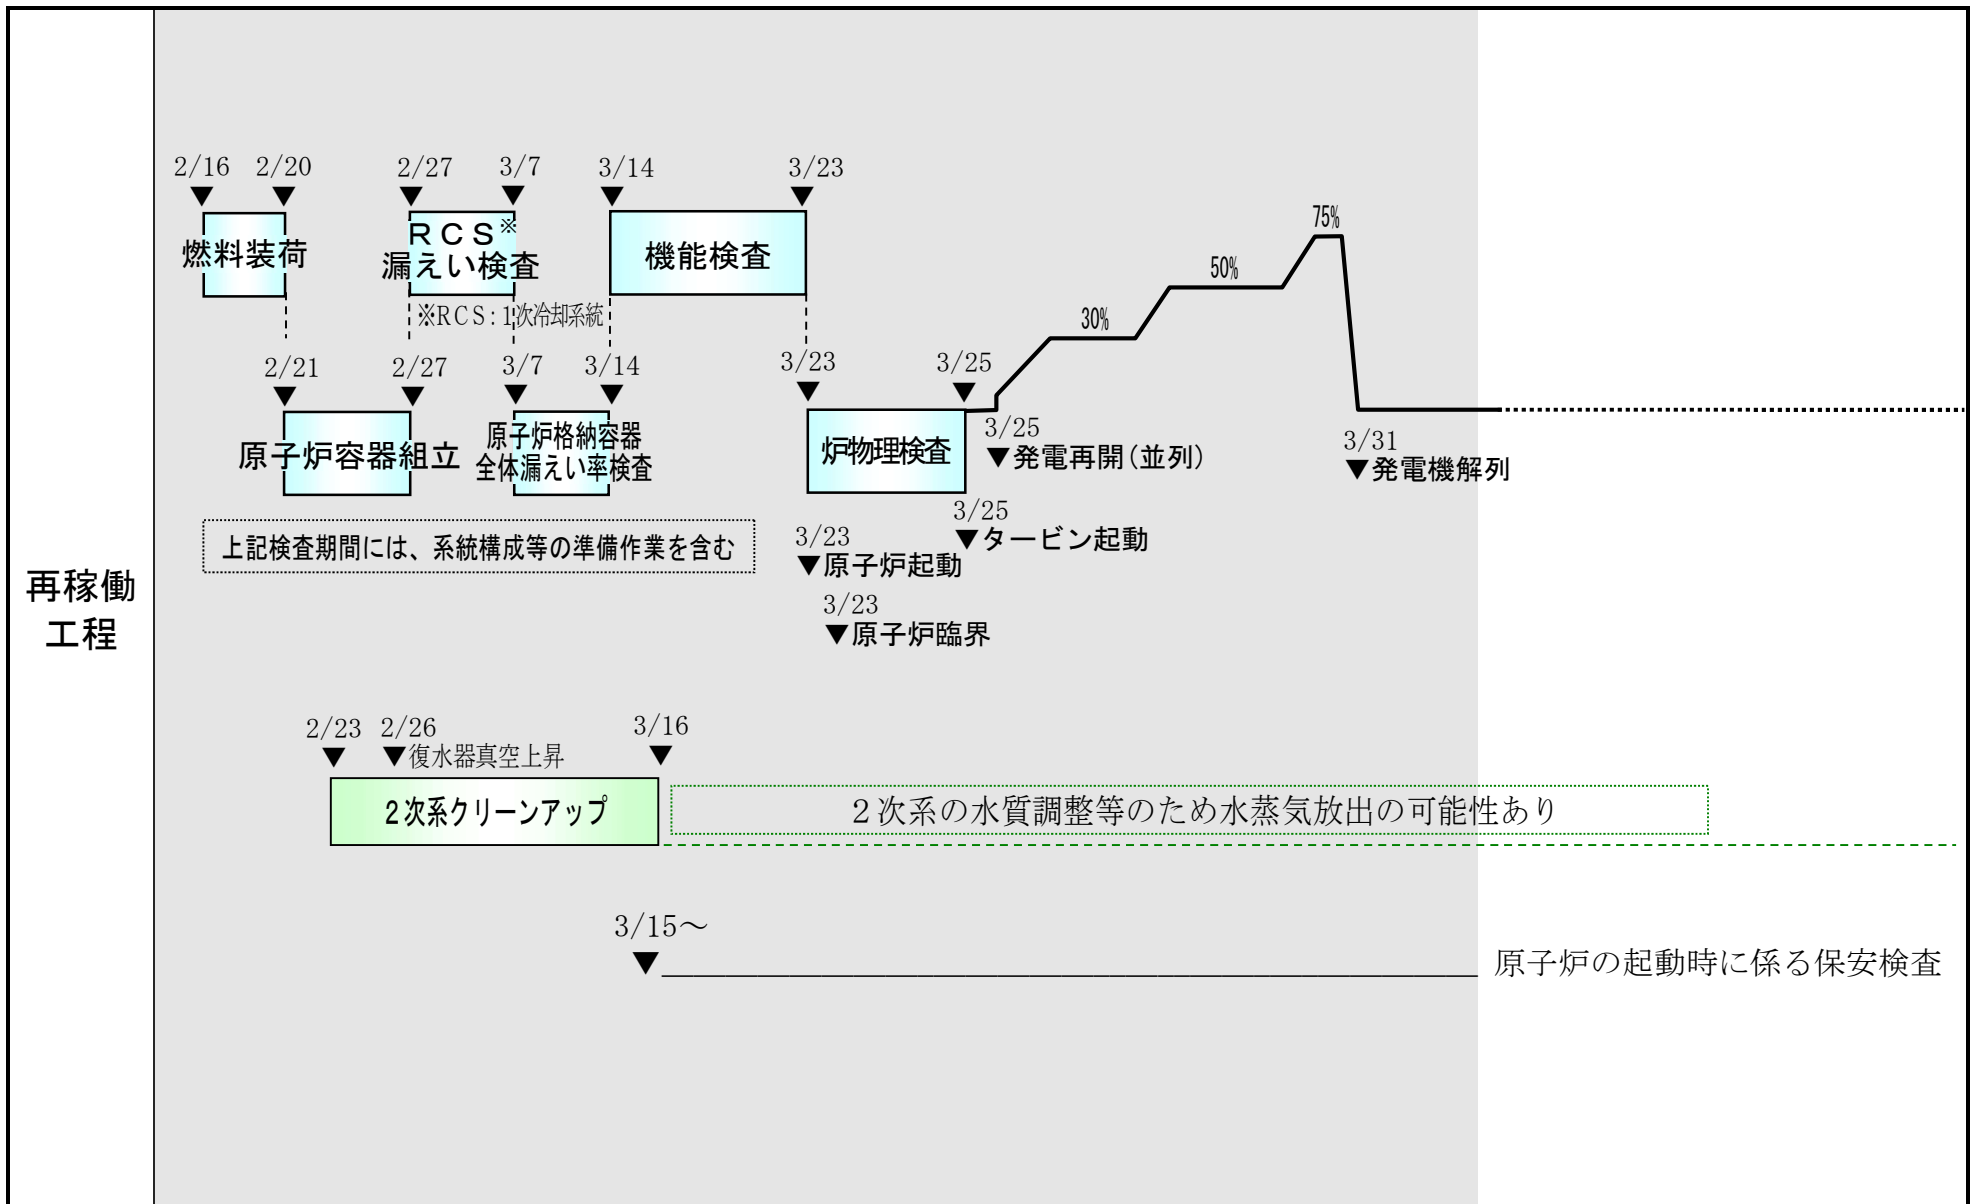 再稼働
工程
2/16 2/20 2/27 3/7 3/14 3/23
▼ ▼ ▼ ▼ ▼ ▼
燃料装荷
RCS※
漏えい検査
機能検査
※RCS:1次冷却系統
30%
50%
75%
2/21 2/27 3/7 3/14 3/23 3/25
▼ ▼ ▼ ▼ ▼ ▼
原子炉容器組立
原子炉格納容器
全体漏えい率検査
炉物理検査
3/25
▼発電再開(並列)
3/31
▼発電機解列
3/25
▼タービン起動
上記検査期間には、系統構成等の準備作業を含む
3/23
▼原子炉起動
3/23
▼原子炉臨界
2/23 2/26 3/16
▼ ▼復水器真空上昇 ▼
2次系クリーンアップ
2次系の水質調整等のため水蒸気放出の可能性あり
3/15~
▼
原子炉の起動時に係る保安検査